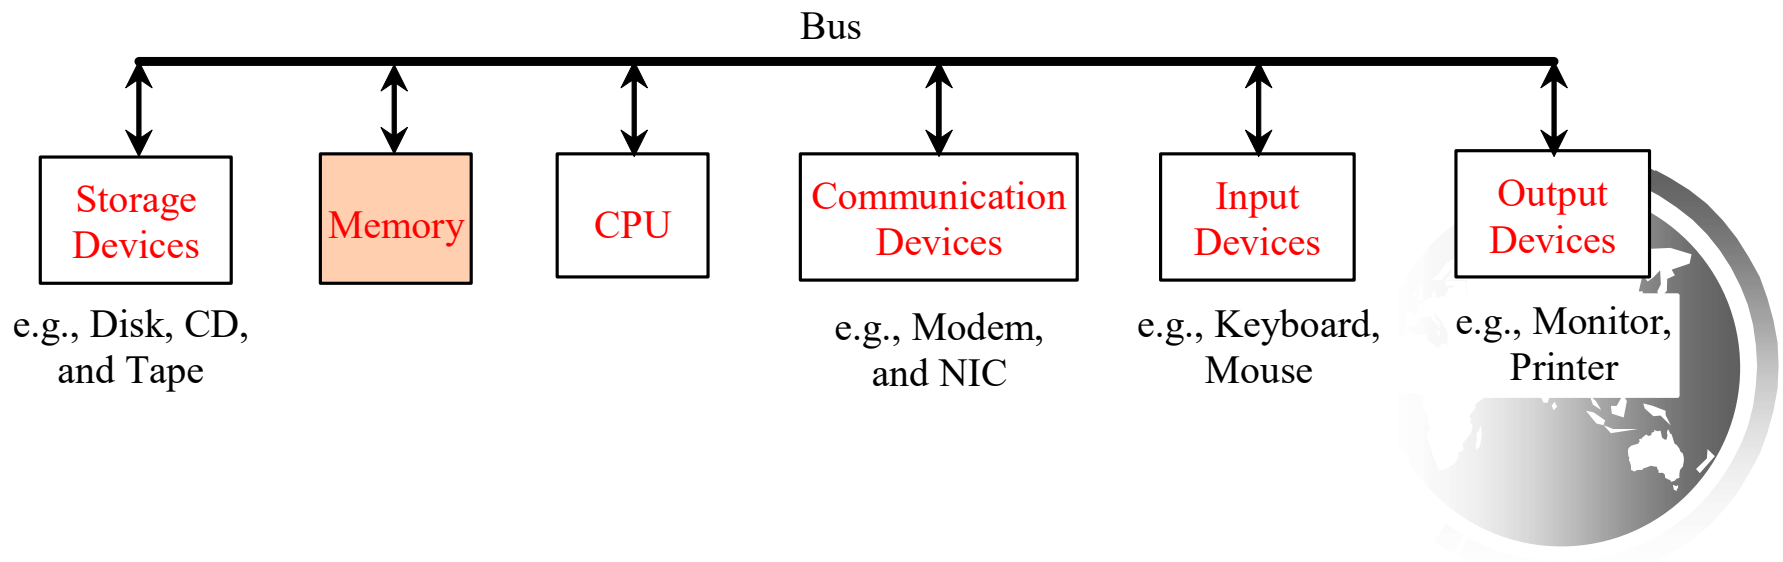 Bus
Storage
Devices
Memory
CPU
Communication
Devices
Input
Devices
Output
Devices
e.g., Disk, CD,
and Tape
e.g., Modem,
and NIC
e.g., Keyboard,
Mouse
e.g., Monitor,
Printer